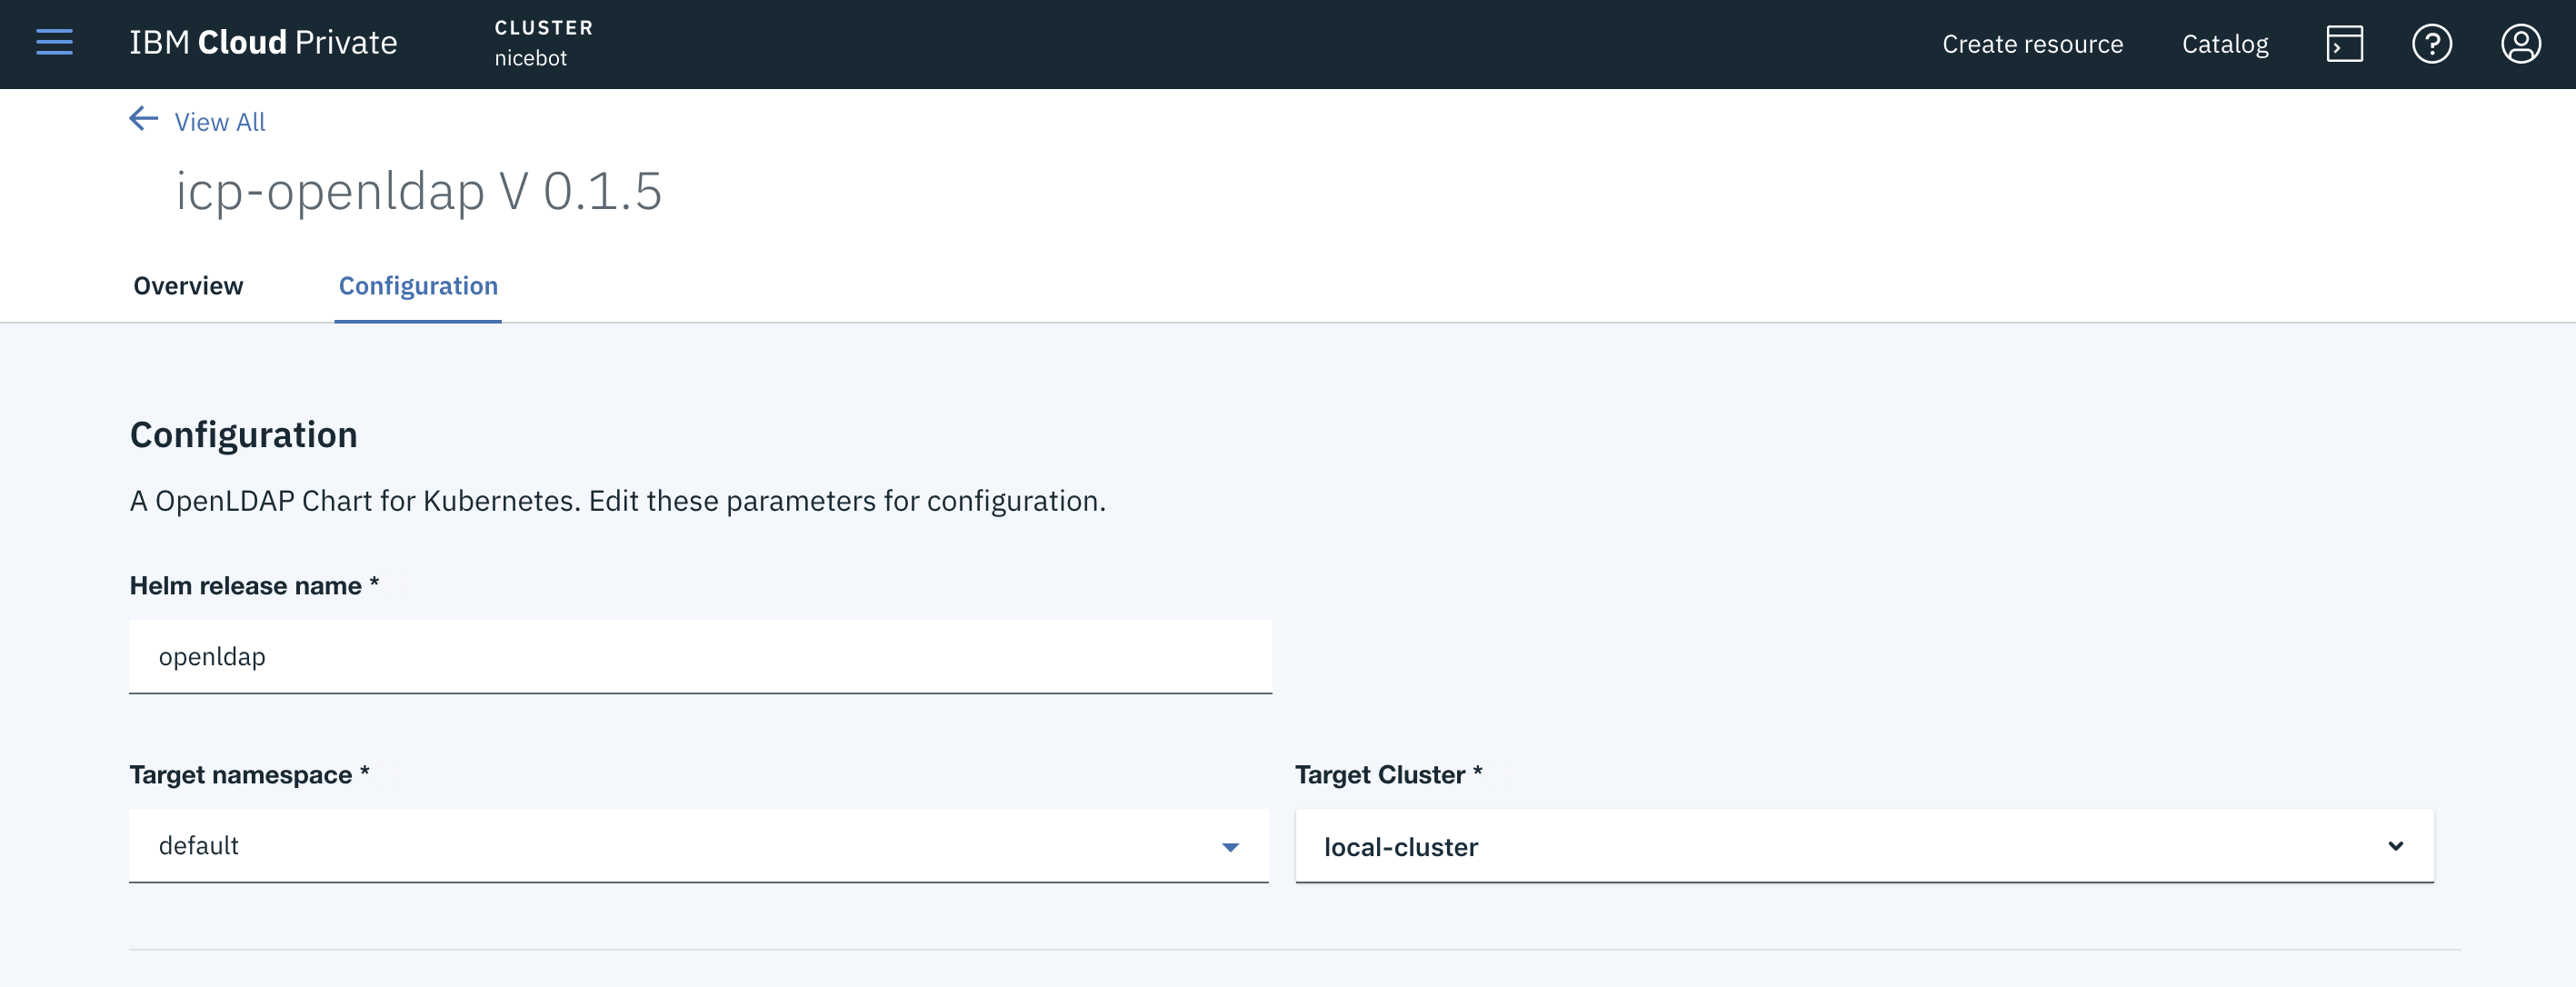 IBM Cloud Private
CLUSTER
nicebot
Create resource
Catalog
View All
icp-openldap V 0.1.5
Overview
Configuration
Configuration
A OpenLDAP Chart for Kubernetes. Edit these parameters for configuration.
Helm release name *
openldap
Target namespace *
default
Target Cluster *
local-cluster